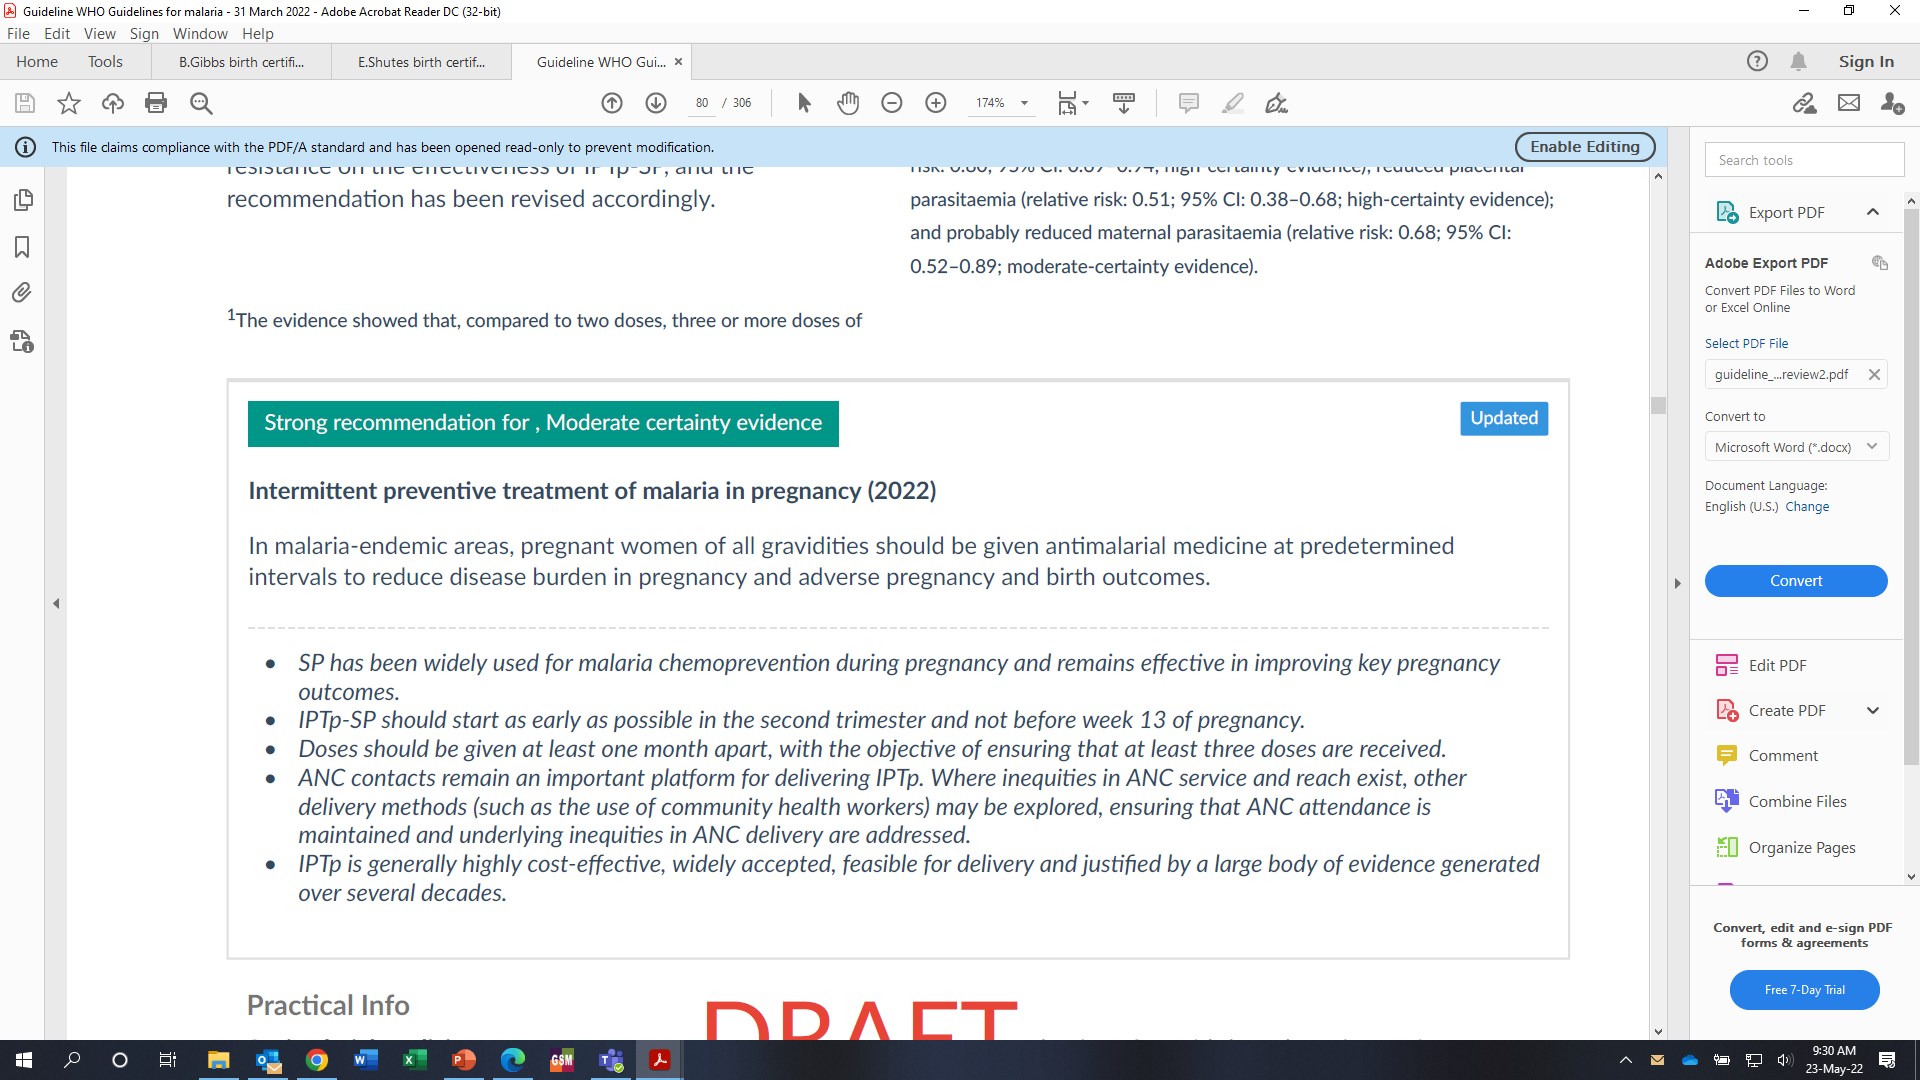 Guideline WHO Guidelines for malaria - 31 March 2022 - Adobe Acrobat Reader DC (32-bit)
File Edit View Sign Window Help
Home Tools B.Gibbs birth certifi... E.Shutes birth certif... Guideline WHO Gui... × Sign In
80 / 306 174%
This file claims compliance with the PDF/A standard and has been opened read-only to prevent modification. Enable Editing
resistance on the effectiveness of IPTp-SP, and the
recommendation has been revised accordingly.
parasitaemia (relative risk: 0.51; 95% CI: 0.38–0.68; high-certainty evidence);
and probably reduced maternal parasitaemia (relative risk: 0.68; 95% CI:
0.52–0.89; moderate-certainty evidence).
1The evidence showed that, compared to two doses, three or more doses of
Strong recommendation for , Moderate certainty evidence
Updated
Intermittent preventive treatment of malaria in pregnancy (2022)
In malaria-endemic areas, pregnant women of all gravidities should be given antimalarial medicine at predetermined
intervals to reduce disease burden in pregnancy and adverse pregnancy and birth outcomes.
• SP has been widely used for malaria chemoprevention during pregnancy and remains effective in improving key pregnancy
outcomes.
• IPTp-SP should start as early as possible in the second trimester and not before week 13 of pregnancy.
• Doses should be given at least one month apart, with the objective of ensuring that at least three doses are received.
• ANC contacts remain an important platform for delivering IPTp. Where inequities in ANC service and reach exist, other
delivery methods (such as the use of community health workers) may be explored, ensuring that ANC attendance is
maintained and underlying inequities in ANC delivery are addressed.
• IPTp is generally highly cost-effective, widely accepted, feasible for delivery and justified by a large body of evidence generated
over several decades.
Practical Info
DRAFT
Search tools
Export PDF
Adobe Export PDF
Convert PDF Files to Word
or Excel Online
Select PDF File
guideline_...review2.pdf
Convert to
Microsoft Word (*.docx)
Document Language:
English (U.S.) Change
Convert
Edit PDF
Create PDF
Comment
Combine Files
Organize Pages
Convert, edit and e-sign PDF
forms & agreements
Free 7-Day Trial
GSM
9:30 AM
23-May-22